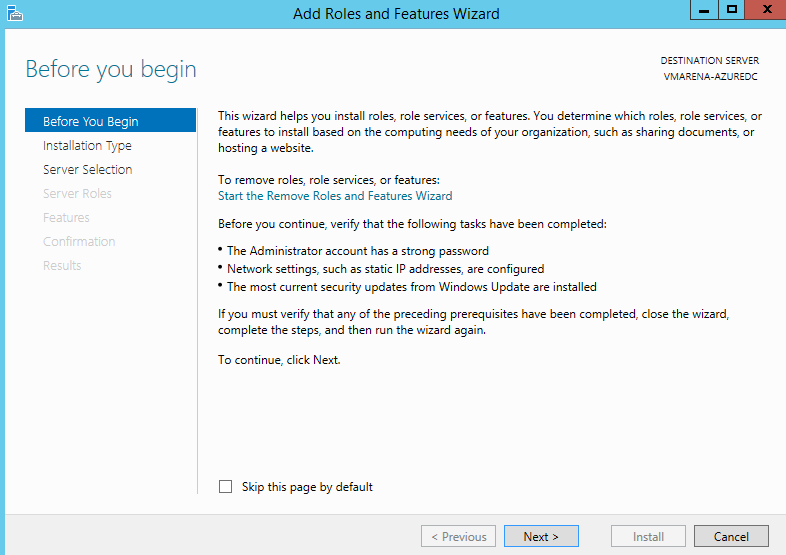 Add Roles and Features Wizard
Before you begin
DESTINATION SERVER
VMARENA-AZUREDC
Before You Begin
Installation Type
Server Selection
Server Roles
Features
Confirmation
Results
This wizard helps you install roles, role services, or features. You determine which roles, role services, or
features to install based on the computing needs of your organization, such as sharing documents, or
hosting a website.
To remove roles, role services, or features:
Start the Remove Roles and Features Wizard
Before you continue, verify that the following tasks have been completed:
• The Administrator account has a strong password
• Network settings, such as static IP addresses, are configured
• The most current security updates from Windows Update are installed
If you must verify that any of the preceding prerequisites have been completed, close the wizard,
complete the steps, and then run the wizard again.
To continue, click Next.
Skip this page by default
< Previous
Next >
Install
Cancel